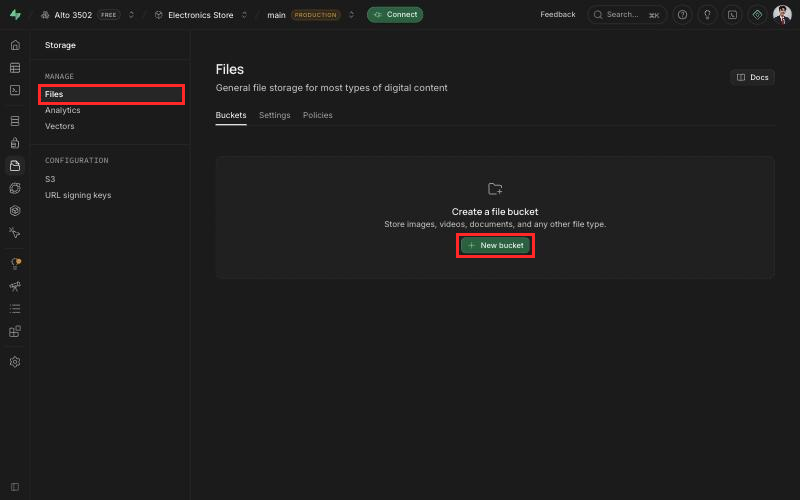 Alto 3502 FREE Electronics Store main PRODUCTION Connect Feedback Search... ⌘K
Storage
MANAGE
Files
Analytics
Vectors
CONFIGURATION
S3
URL signing keys
Files
General file storage for most types of digital content
Docs
Buckets Settings Policies
Create a file bucket
Store images, videos, documents, and any other file type.
New bucket